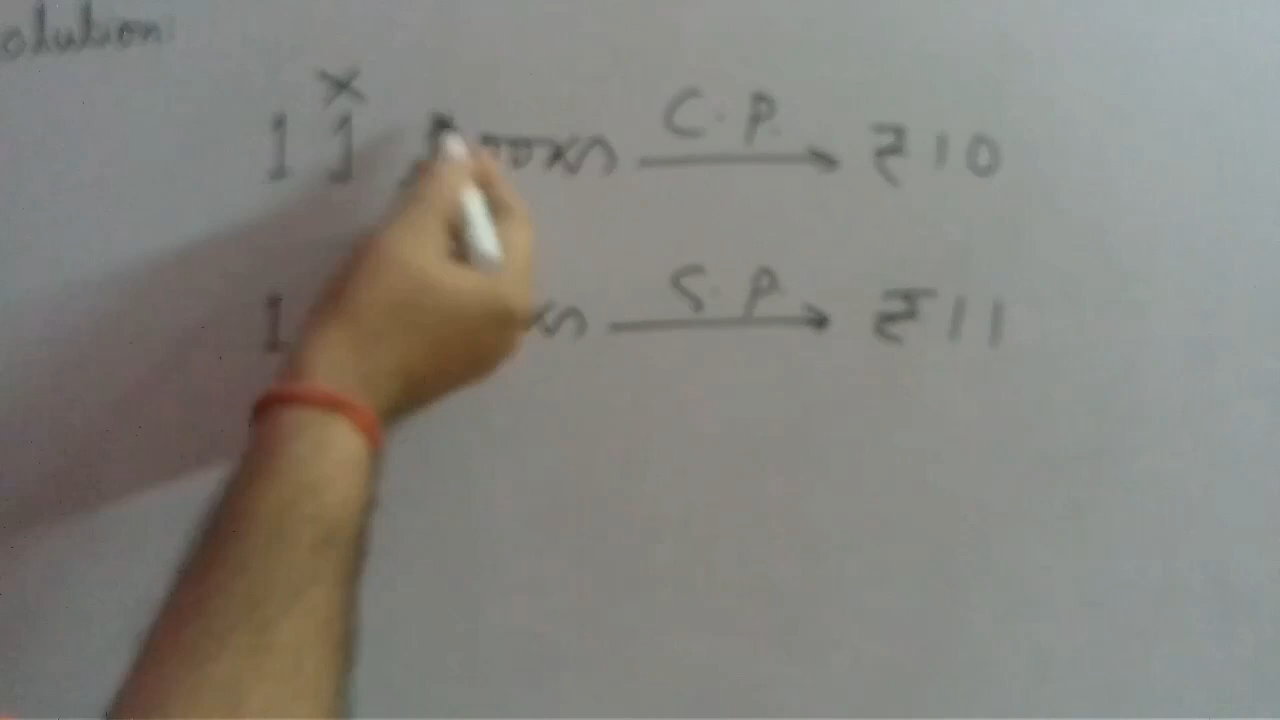 olution:
x
11 C.P. ₹10
1 S.P. ₹11